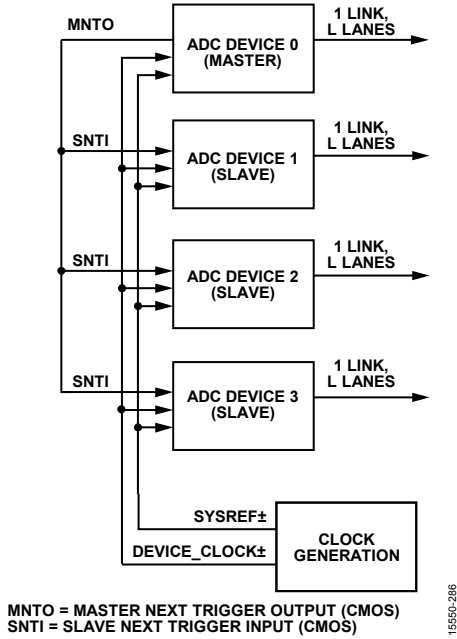 MNTO
ADC DEVICE 0
(MASTER)
1 LINK,
L LANES
SNTI
ADC DEVICE 1
(SLAVE)
1 LINK,
L LANES
SNTI
ADC DEVICE 2
(SLAVE)
1 LINK,
L LANES
SNTI
ADC DEVICE 3
(SLAVE)
1 LINK,
L LANES
SYSREF±
DEVICE_CLOCK±
CLOCK
GENERATION
MNTO = MASTER NEXT TRIGGER OUTPUT (CMOS)
SNTI = SLAVE NEXT TRIGGER INPUT (CMOS)
15550-286